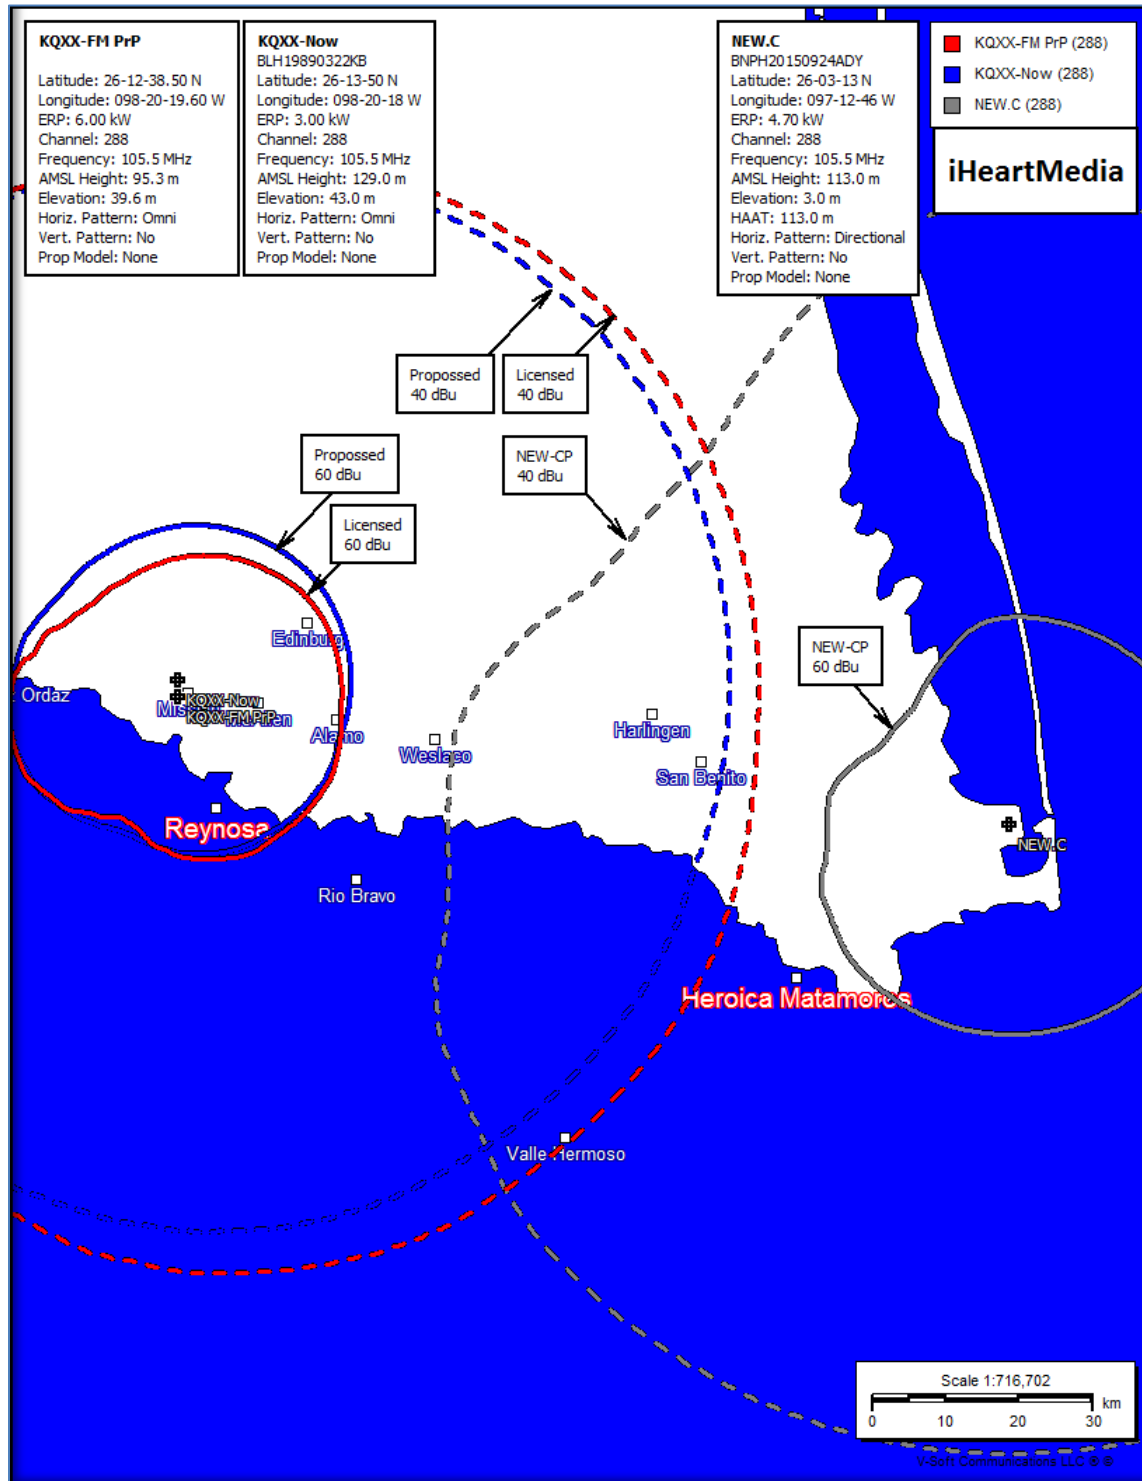 KQXX-FM PrP
Latitude: 26-12-38.50 N
Longitude: 098-20-19.60 W
ERP: 6.00 kW
Channel: 288
Frequency: 105.5 MHz
AMSL Height: 95.3 m
Elevation: 39.6 m
Horiz. Pattern: Omni
Vert. Pattern: No
Prop Model: None
KQXX-Now
BLH19890322KB
Latitude: 26-13-50 N
Longitude: 098-20-18 W
ERP: 3.00 kW
Channel: 288
Frequency: 105.5 MHz
AMSL Height: 129.0 m
Elevation: 43.0 m
Horiz. Pattern: Omni
Vert. Pattern: No
Prop Model: None
NEW.C
BNPH20150924ADY
Latitude: 26-03-13 N
Longitude: 097-12-46 W
ERP: 4.70 kW
Channel: 288
Frequency: 105.5 MHz
AMSL Height: 113.0 m
Elevation: 3.0 m
HAAT: 113.0 m
Horiz. Pattern: Directional
Vert. Pattern: No
Prop Model: None
KQXX-FM PrP (288)
KQXX-Now (288)
NEW.C (288)
iHeartMedia
Propossed
40 dBu
Licensed
40 dBu
Propossed
60 dBu
NEW-CP
40 dBu
Licensed
60 dBu
Edinburg
NEW-CP
60 dBu
Ordaz
KQXX-Now
KQXX-FM PrP
Alamo
Weslaco
Harlingen
San Benito
Reynosa
NEW.C
Rio Bravo
Heroica Matamoros
Valle Hermoso
Scale 1:716,702
km
0 10 20 30
V-Soft Communications LLC ® ©